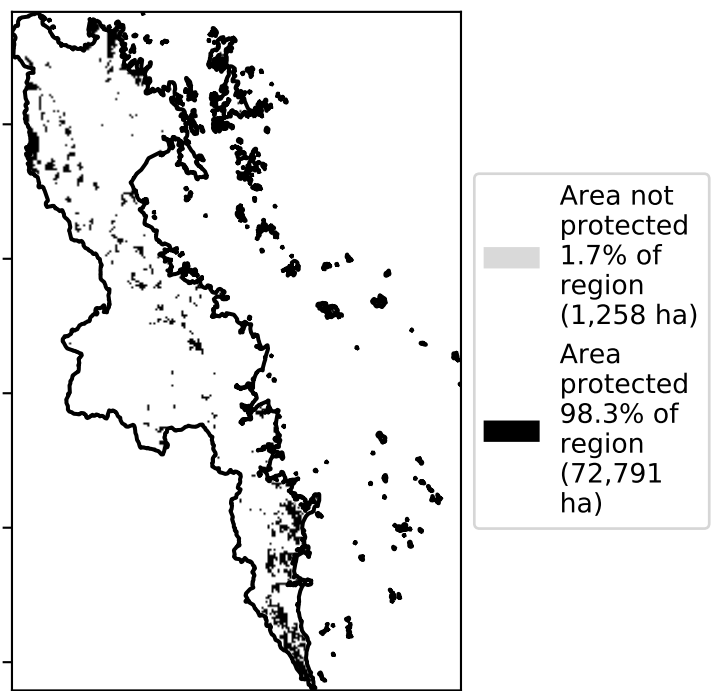 Area not
protected
1.7% of
region
(1,258 ha)
Area
protected
98.3% of
region
(72,791
ha)